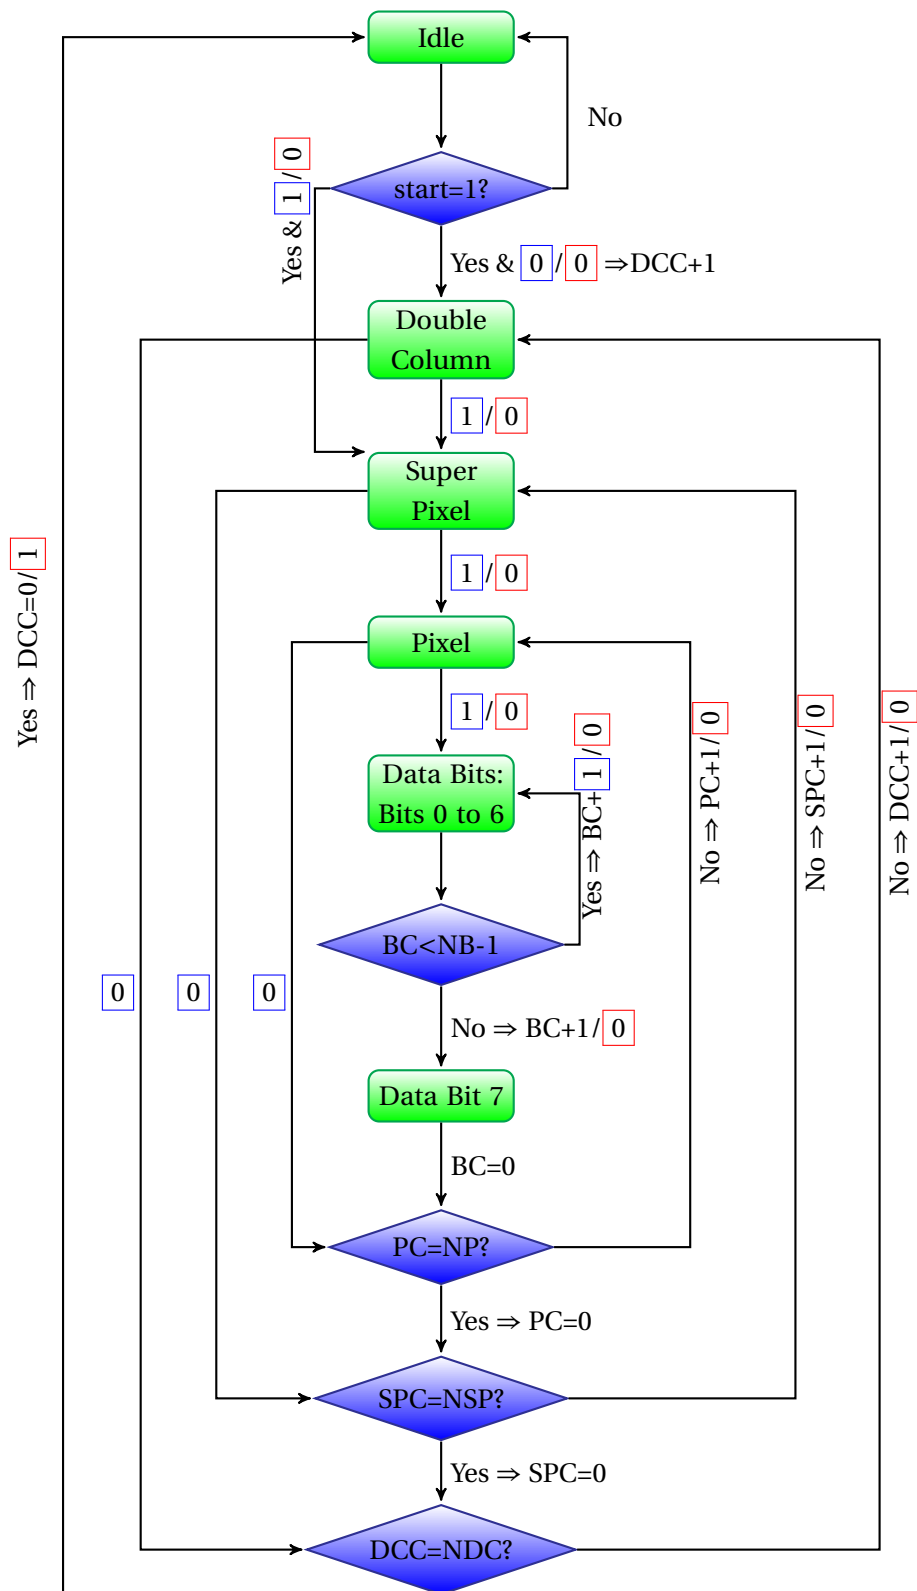 Idle
No
start=1?
Yes & 1/0
Yes & 0/0 ⇒DCC+1
Double
Column
1/0
Super
Pixel
1/0
Yes ⇒ DCC=0/1
Pixel
1/0
Data Bits:
Bits 0 to 6
Yes ⇒ BC+1/0
No ⇒ PC+1/0
No ⇒ SPC+1/0
No ⇒ DCC+1/0
BC<NB-1
0
0
0
No ⇒ BC+1/0
Data Bit 7
BC=0
PC=NP?
Yes ⇒ PC=0
SPC=NSP?
Yes ⇒ SPC=0
DCC=NDC?